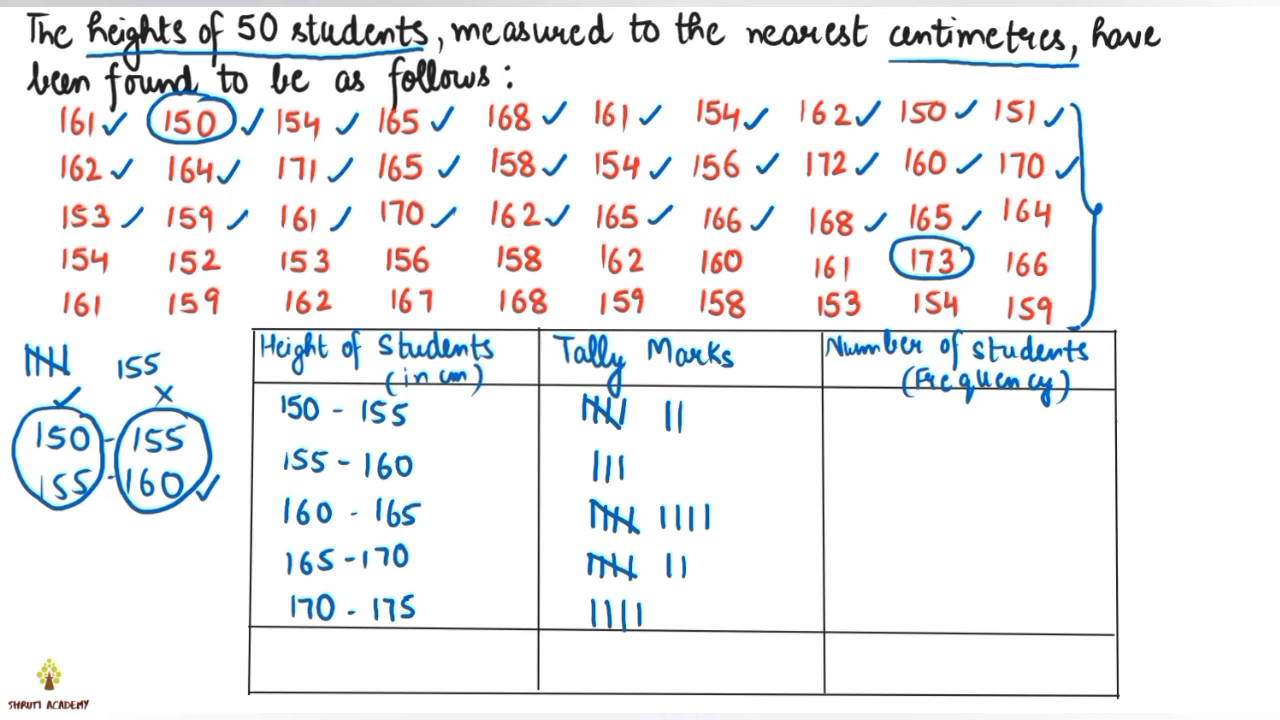 The heights of 50 students, measured to the nearest centimetres, have
been found to be as follows:
161 150 154 165 168 161 154 162 150 151
162 164 171 165 158 154 156 172 160 170
153 159 161 170 162 165 166 168 165 164
154 152 153 156 158 162 160 161 173 166
161 159 162 167 168 159 158 153 154 159
155
150 - 155
155 - 160
Height of Students (in cm) Tally Marks Number of students (Frequency)
150 - 155
155 - 160
160 - 165
165 - 170
170 - 175
SHRUTI ACADEMY